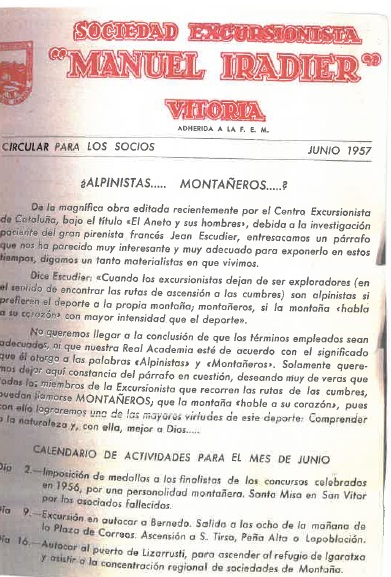 SOCIEDAD EXCURSIONISTA
"MANUEL IRADIER"
VITORIA
ADHERIDA A LA F. E. M.
CIRCULAR PARA LOS SOCIOS JUNIO 1957
¿ALPINISTAS..... MONTAÑEROS.....?
De la magnífica obra editada recientemente por el Centro Excursionista
de Cataluña, bajo el título «El Aneto y sus hombres», debida a la investigación
paciente del gran pirenista francés Jean Escudier, entresacamos un párrafo
que nos ha parecido muy interesante y muy adecuado para exponerlo en estos
tiempos, digamos un tanto materialistas en que vivimos.
Dice Escudier: «Cuando los excursionistas dejan de ser exploradores (en
el sentido de encontrar las rutas de ascensión a las cumbres) son alpinistas si
prefieren el deporte a la propia montaña; montañeros, si la montaña «habla
a su corazón» con mayor intensidad que el deporte».
No queremos llegar a la conclusión de que los términos empleados sean
adecuados, ni que nuestra Real Academia esté de acuerdo con el significado
que él otorga a las palabras «Alpinistas» y «Montañeros». Solamente quere-
mos dejar aquí constancia del párrafo en cuestión, deseando muy de veras que
todos los miembros de la Excursionista que recorren las rutas de las cumbres,
puedan llamarse MONTAÑEROS, que la montaña «hable a su corazón», pues
con ello lograremos una de las mayores virtudes de este deporte: Comprender
a la naturaleza y, con ella, mejor a Dios.....
CALENDARIO DE ACTIVIDADES PARA EL MES DE JUNIO
Día 2.—Imposición de medallas a los finalistas de los concursos celebrados
en 1956, por una personalidad montañera. Santa Misa en San Vitor
por los asociados fallecidos.
Día 9.—Excursión en autocar a Bernedo. Salida a las ocho de la mañana de
la Plaza de Correos. Ascensión a S. Tirso, Peña Alta o Lapoblación.
Día 16.—Autocar al puerto de Lizarrusti, para ascender al refugio de Igaratxa
y asistir a la concentración regional de sociedades de Montaña.